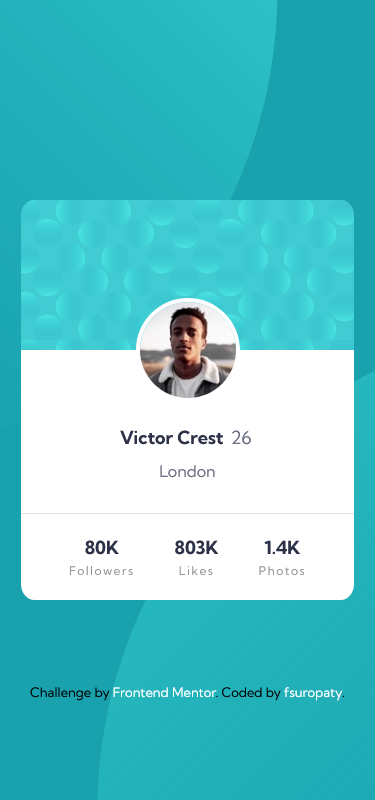 Victor Crest 26
London
80K 803K 1.4K
Followers Likes Photos
Challenge by Frontend Mentor. Coded by fsuropaty.